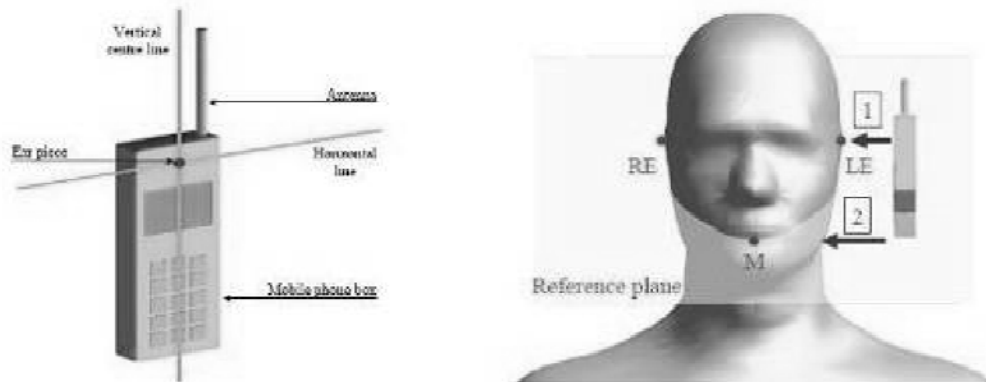 Vertical
centre line
Antenna
Ear piece
Horizontal
line
Mobile phone box
1
RE
LE
2
M
Reference plane